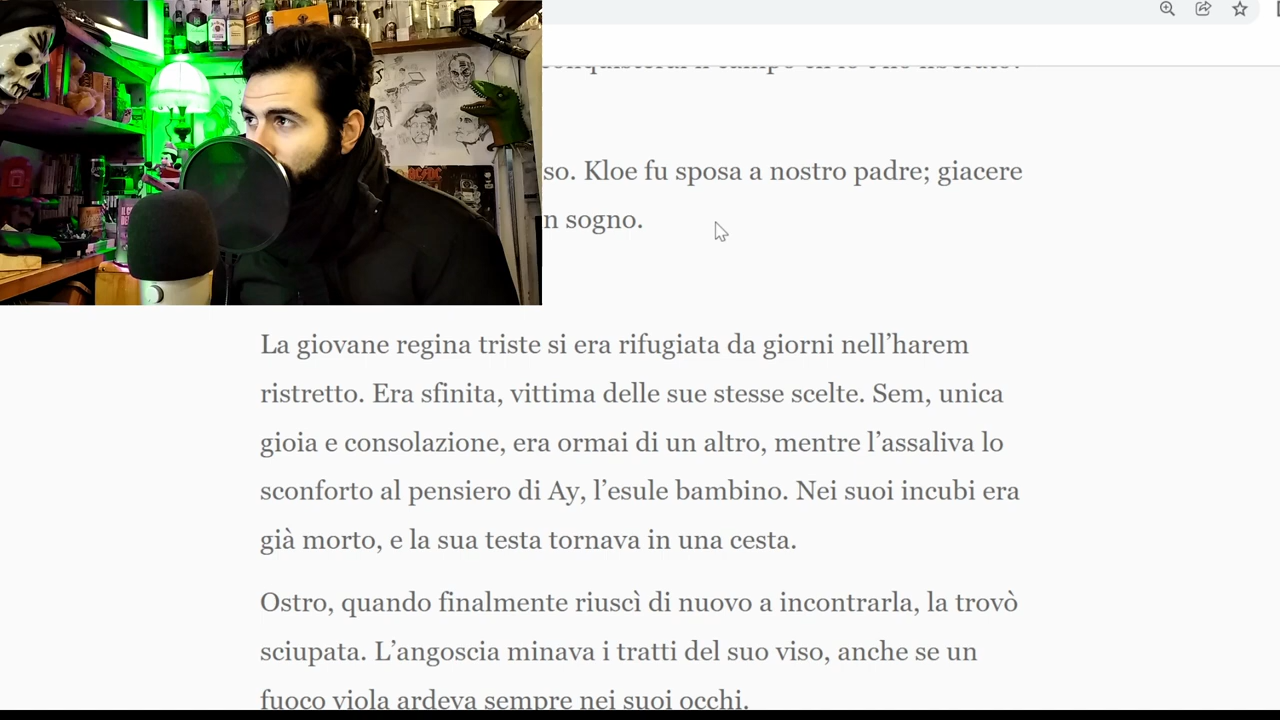 so. Kloe fu sposa a nostro padre; giacere
n sogno.
La giovane regina triste si era rifugiata da giorni nell’harem
ristretto. Era sfinita, vittima delle sue stesse scelte. Sem, unica
gioia e consolazione, era ormai di un altro, mentre l’assaliva lo
sconforto al pensiero di Ay, l’esule bambino. Nei suoi incubi era
già morto, e la sua testa tornava in una cesta.
Ostro, quando finalmente riuscì di nuovo a incontrarla, la trovò
sciupata. L’angoscia minava i tratti del suo viso, anche se un
fuoco viola ardeva sempre nei suoi occhi.
AC/DC